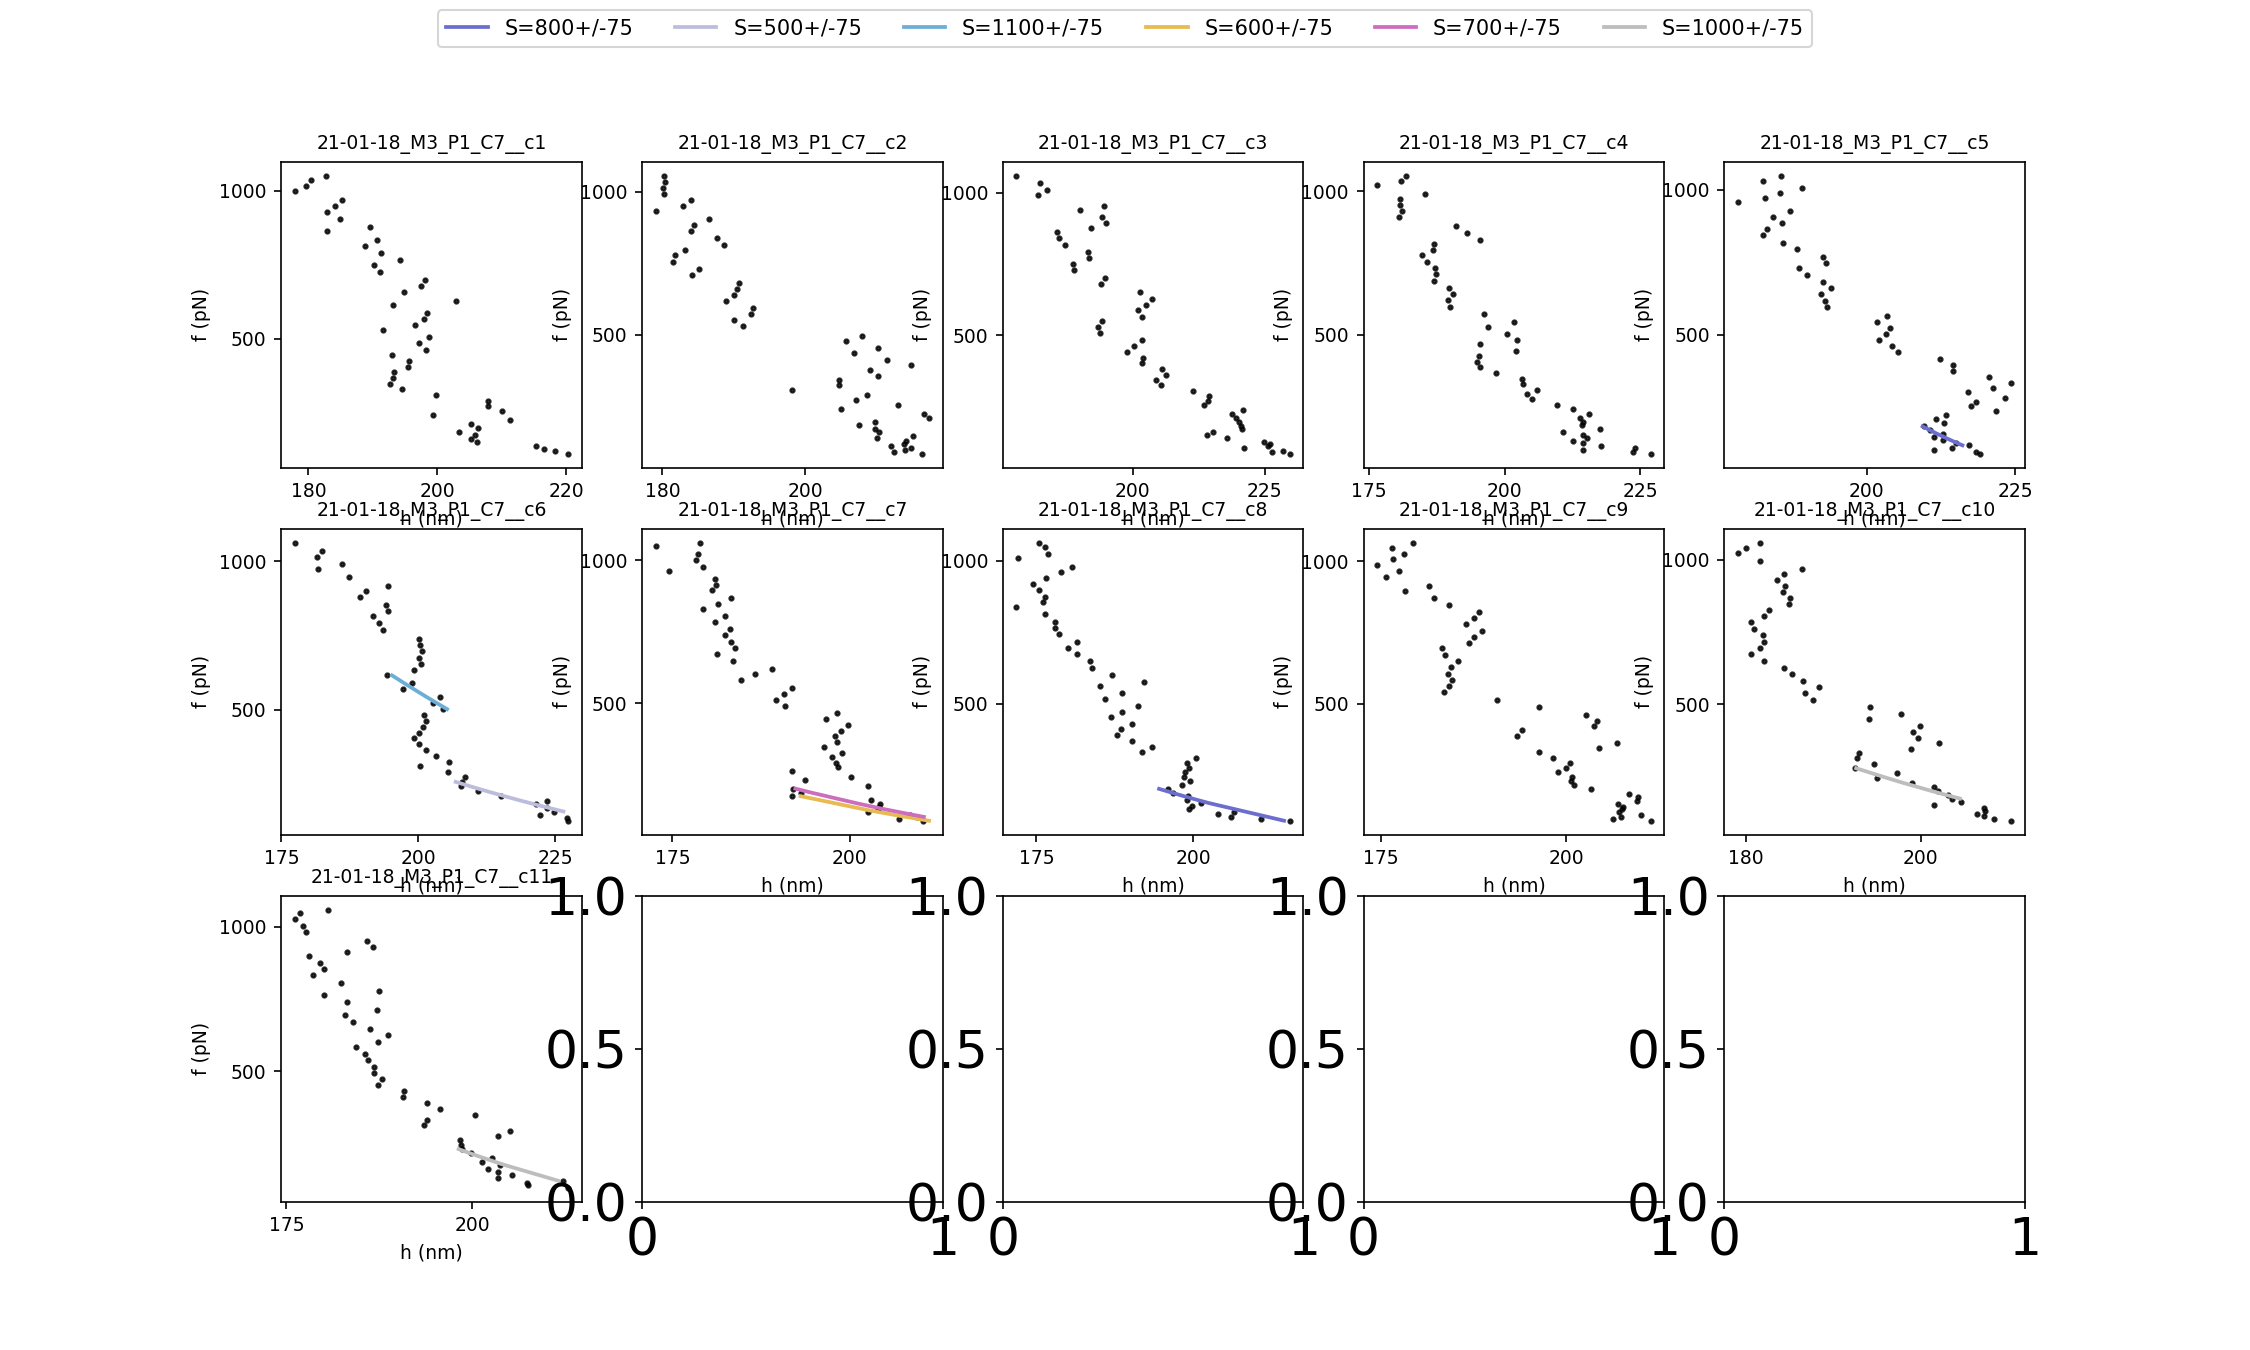 S=800+/-75 S=500+/-75 S=1100+/-75 S=600+/-75 S=700+/-75 S=1000+/-75
21-01-18_M3_P1_C7__c1 21-01-18_M3_P1_C7__c2 21-01-18_M3_P1_C7__c3 21-01-18_M3_P1_C7__c4 21-01-18_M3_P1_C7__c5
1000 1000 1000 1000 1000
f (pN) f (pN) f (pN) f (pN) f (pN)
500 500 500 500 500
180 200 220 180 200 200 225 175 200 225 200 225
h (nm) h (nm) h (nm) h (nm) h (nm)
21-01-18_M3_P1_C7__c6 21-01-18_M3_P1_C7__c7 21-01-18_M3_P1_C7__c8 21-01-18_M3_P1_C7__c9 21-01-18_M3_P1_C7__c10
1000 1000 1000 1000 1000
f (pN) f (pN) f (pN) f (pN) f (pN)
500 500 500 500 500
175 200 225 175 200 175 200 175 200 180 200
h (nm) h (nm) h (nm) h (nm) h (nm)
21-01-18_M3_P1_C7__c11
1.0 1.0 1.0 1.0
1000
f (pN)
0.5 0.5 0.5 0.5
500
0.0 0.0 0.0 0.0
175 200 0 1 0 1 0 1 0 1
h (nm)